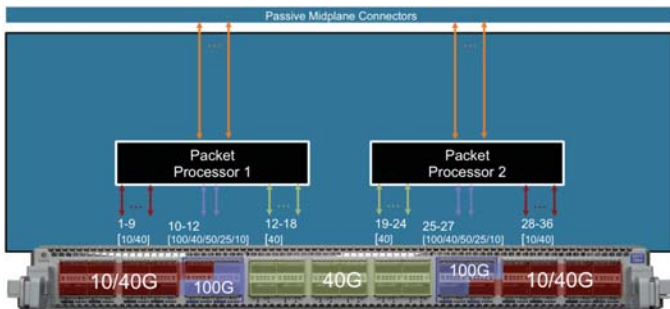 Passive Midplane Connectors
...
...
Packet
Processor 1
Packet
Processor 2
...
...
...
...
1-9
[10/40]
10-12
[100/40/50/25/10]
12-18
[40]
19-24
[40]
25-27
[100/40/50/25/10]
28-36
[10/40]
10/40G
100G
40G
100G
10/40G